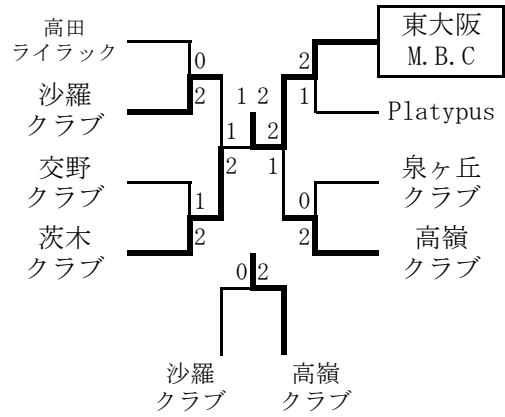 高田
ライラック
沙羅
クラブ
交野
クラブ
茨木
クラブ
0
2
1
2
1
2
1 2
2
1
2
1
0
2
東大阪
M.B.C
Platypus
泉ヶ丘
クラブ
高嶺
クラブ
0 2
沙羅
クラブ
高嶺
クラブ